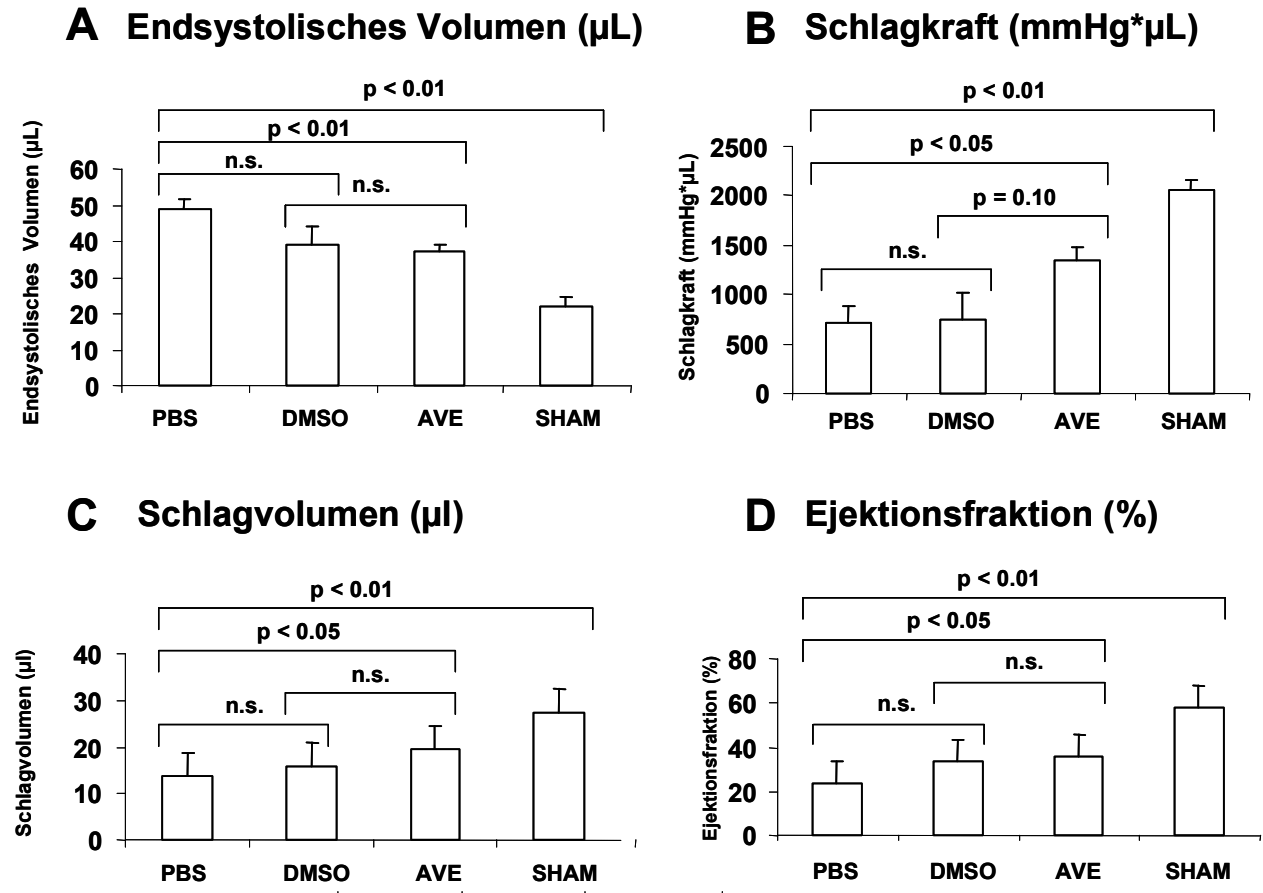 A Endsystolisches Volumen (µL)
p < 0.01
p < 0.01
n.s.
n.s.
Endsystolisches Volumen (µL)
60
50
40
30
20
10
0
PBS DMSO AVE SHAM
B Schlagkraft (mmHg*µL)
p < 0.01
p < 0.05
p = 0.10
n.s.
Schlagkraft (mmHg*µL)
2500
2000
1500
1000
500
0
PBS DMSO AVE SHAM
C Schlagvolumen (µl)
p < 0.01
p < 0.05
n.s.
n.s.
Schlagvolumen (µl)
40
30
20
10
0
PBS DMSO AVE SHAM
D Ejektionsfraktion (%)
p < 0.01
p < 0.05
n.s.
n.s.
Ejektionsfraktion (%)
80
60
40
20
0
PBS DMSO AVE SHAM